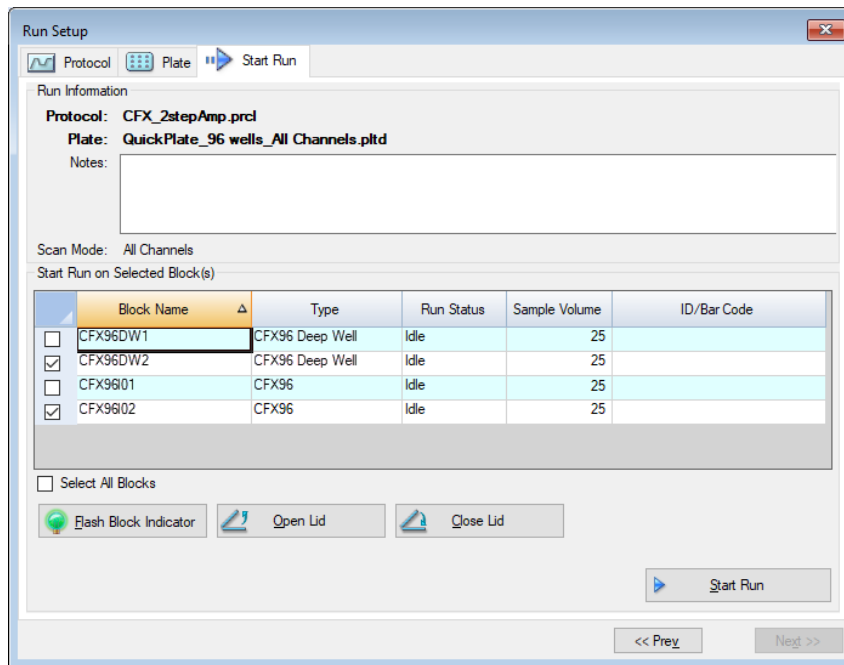 Run Setup
Protocol Plate Start Run
Run Information
Protocol: CFX_2stepAmp.prcl
Plate: QuickPlate_96 wells_All Channels.pltd
Notes:
Scan Mode: All Channels
Start Run on Selected Block(s)
Block Name Type Run Status Sample Volume ID/Bar Code
CFX96DW1 CFX96 Deep Well Idle 25
CFX96DW2 CFX96 Deep Well Idle 25
CFX96I01 CFX96 Idle 25
CFX96I02 CFX96 Idle 25
Select All Blocks
Flash Block Indicator Open Lid Close Lid
Start Run
<< Prev Next >>